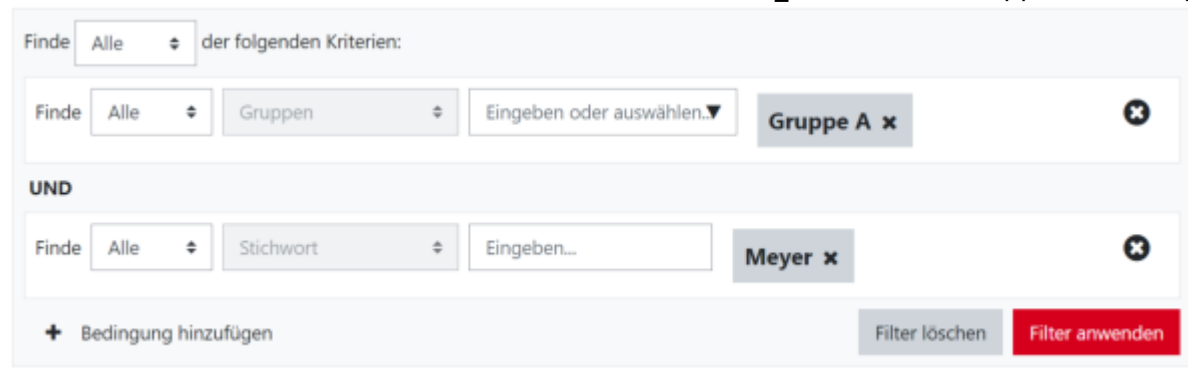 Finde Alle der folgenden Kriterien:
Finde Alle Gruppen Eingeben oder auswählen.. Gruppe A ×
UND
Finde Alle Stichwort Eingeben... Meyer ×
+ Bedingung hinzufügen Filter löschen Filter anwenden